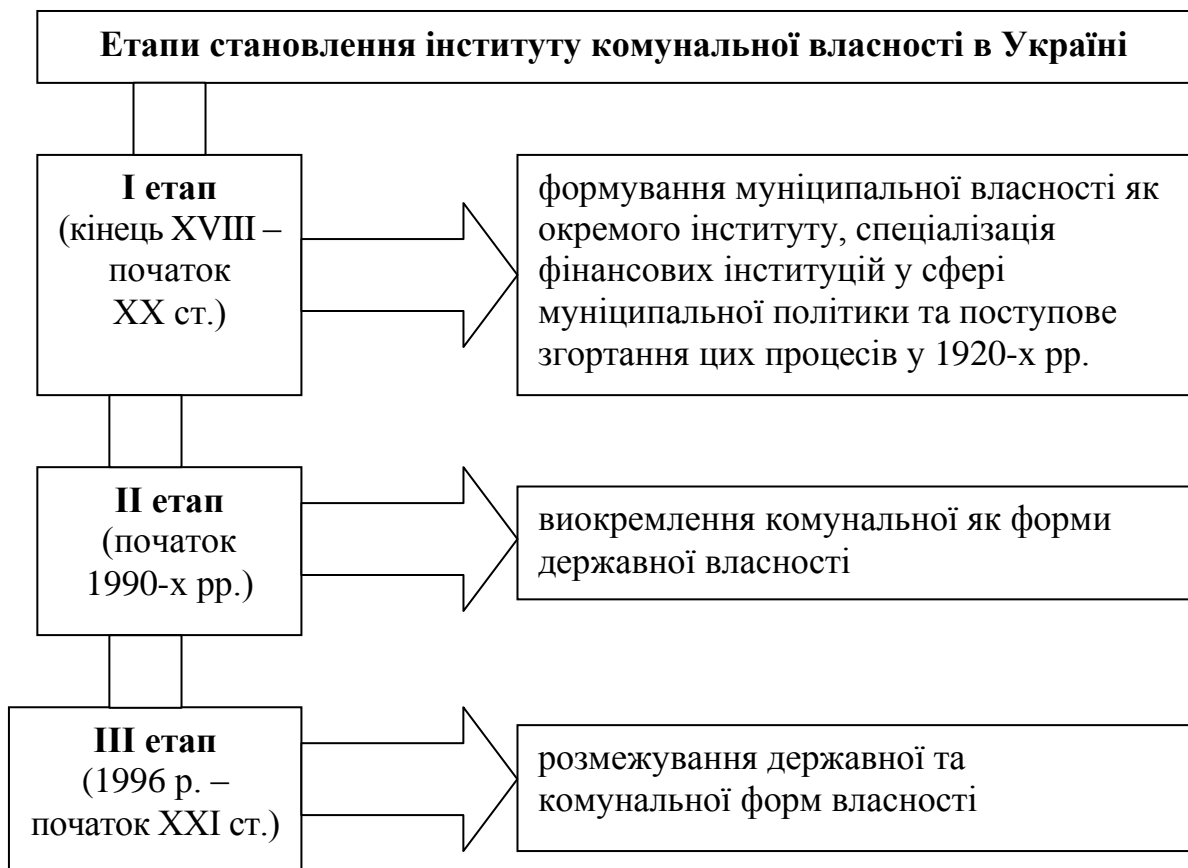 Етапи становлення інституту комунальної власності в Україні
І етап
(кінець XVIII –
початок
XX ст.)
формування муніципальної власності як
окремого інституту, спеціалізація
фінансових інституцій у сфері
муніципальної політики та поступове
згортання цих процесів у 1920-х рр.
ІІ етап
(початок
1990-х рр.)
виокремлення комунальної як форми
державної власності
ІІІ етап
(1996 р. –
початок XXI ст.)
розмежування державної та
комунальної форм власності